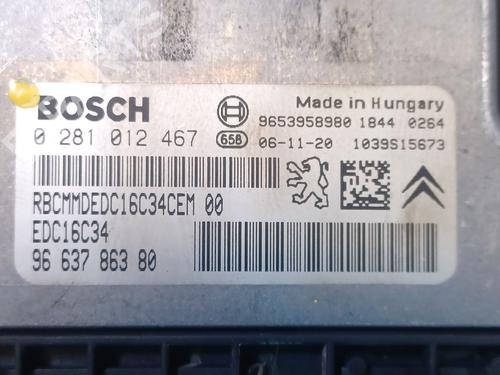 BOSCH
Made in Hungary
9653958980 1844 0264
0 281 012 467 65B 06-11-20 1039S15673
RBCMMDEDC16C34CEM 00
EDC16C34
96 637 863 80